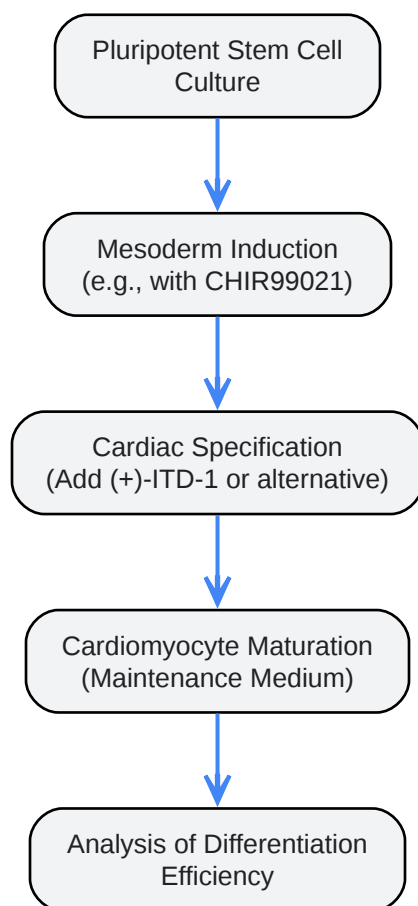 Pluripotent Stem Cell
Culture
Mesoderm Induction
(e.g., with CHIR99021)
Cardiac Specification
(Add (+)-ITD-1 or alternative)
Cardiomyocyte Maturation
(Maintenance Medium)
Analysis of Differentiation
Efficiency